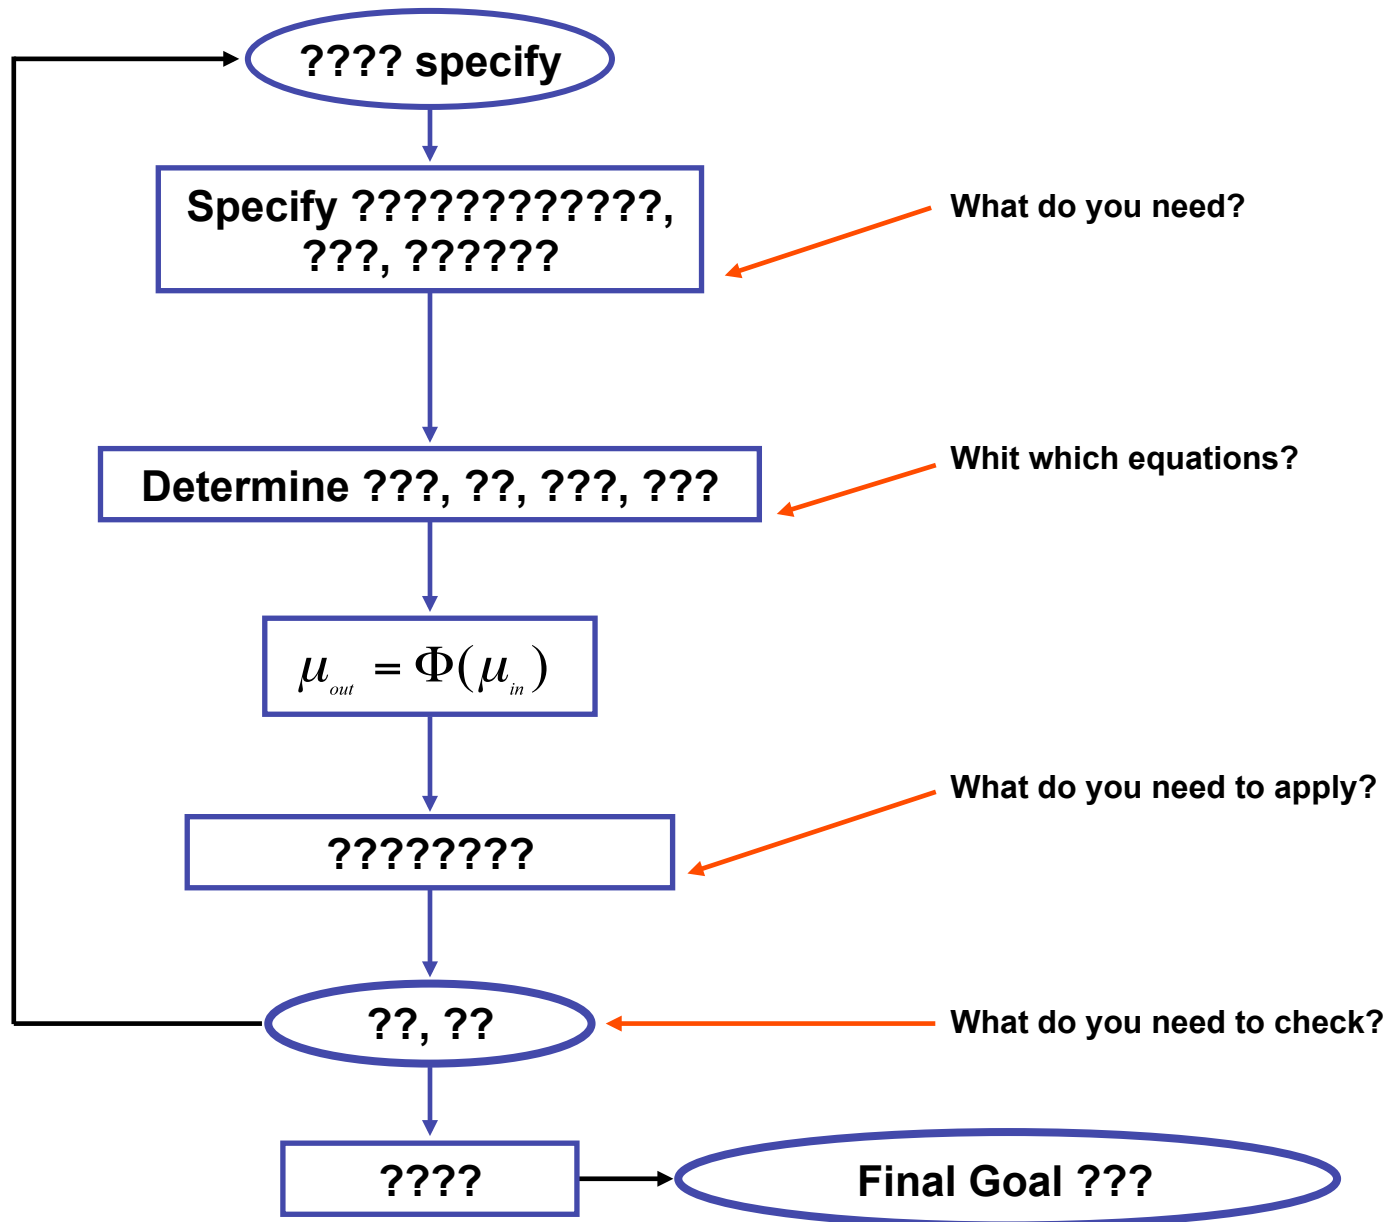 ???? specify
Specify ????????????,
???, ??????
What do you need?
Determine ???, ??, ???, ???
Whit which equations?
μout = Φ(μin)
What do you need to apply?
????????
??, ??
What do you need to check?
????
Final Goal ???